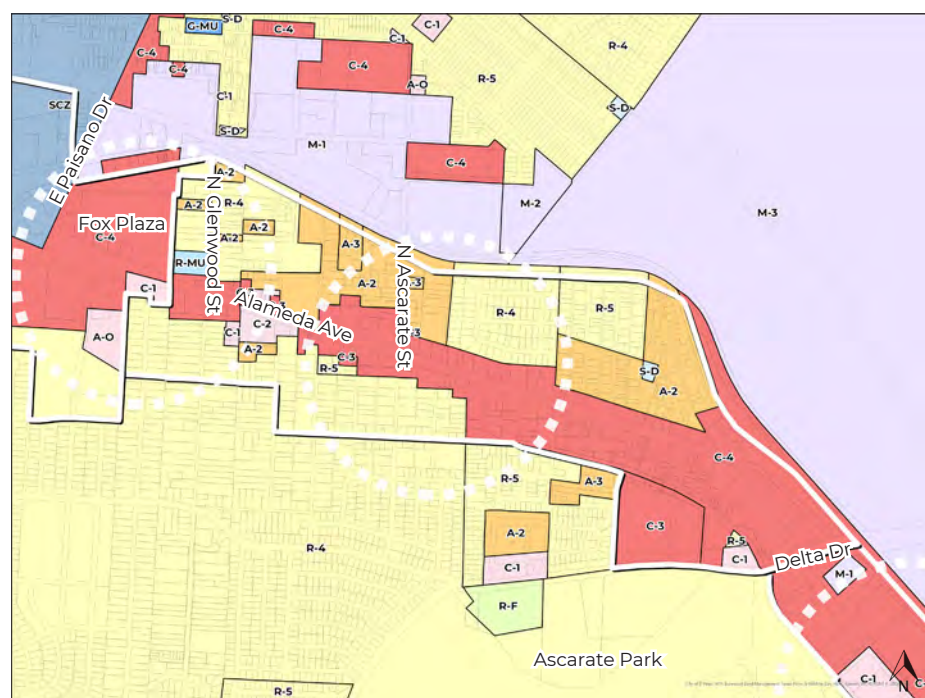 S-D
G-MU
C-4
C-1
C-1
R-4
C-4
C-4
C-4
R-5
SCZ
C-1
A-O
S-D
S-D
M-1
E Paisano Dr
C-4
A-2
M-2
M-3
N Glenwood St
R-4
A-2
A-2
Fox Plaza
C-4
A-2
A-3
N Ascarate St
R-MU
A-2
C-1
Alameda Ave
R-4
R-5
C-1
C-2
A-O
A-2
C-3
R-5
S-D
A-2
C-4
R-5
A-3
A-2
C-3
R-5
C-1
Delta Dr
R-4
C-1
M-1
R-F
Ascarate Park
C-1
R-5
N